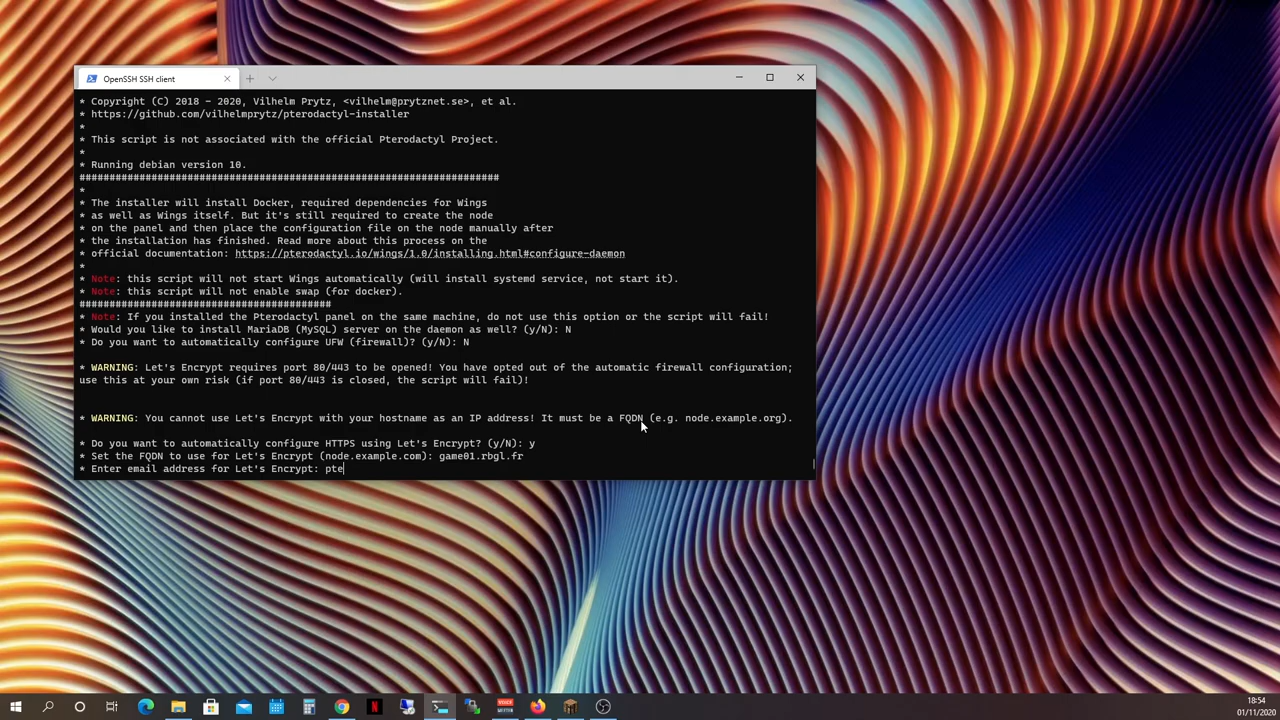 OpenSSH SSH client
* Copyright (C) 2018 - 2020, Vilhelm Prytz, <vilhelm@prytznet.se>, et al.
* https://github.com/vilhelmprytz/pterodactyl-installer
*
* This script is not associated with the official Pterodactyl Project.
*
* Running debian version 10.
######################################################################
*
* The installer will install Docker, required dependencies for Wings
* as well as Wings itself. But it's still required to create the node
* on the panel and then place the configuration file on the node manually after
* the installation has finished. Read more about this process on the
* official documentation: https://pterodactyl.io/wings/1.0/installing.html#configure-daemon
*
* Note: this script will not start Wings automatically (will install systemd service, not start it).
* Note: this script will not enable swap (for docker).
##########################################
* Note: If you installed the Pterodactyl panel on the same machine, do not use this option or the script will fail!
* Would you like to install MariaDB (MySQL) server on the daemon as well? (y/N): N
* Do you want to automatically configure UFW (firewall)? (y/N): N
* WARNING: Let's Encrypt requires port 80/443 to be opened! You have opted out of the automatic firewall configuration;
use this at your own risk (if port 80/443 is closed, the script will fail)!
* WARNING: You cannot use Let's Encrypt with your hostname as an IP address! It must be a FQDN (e.g. node.example.org).
* Do you want to automatically configure HTTPS using Let's Encrypt? (y/N): y
* Set the FQDN to use for Let's Encrypt (node.example.com): game01.rbgl.fr
* Enter email address for Let's Encrypt: pte
18:54
01/11/2020